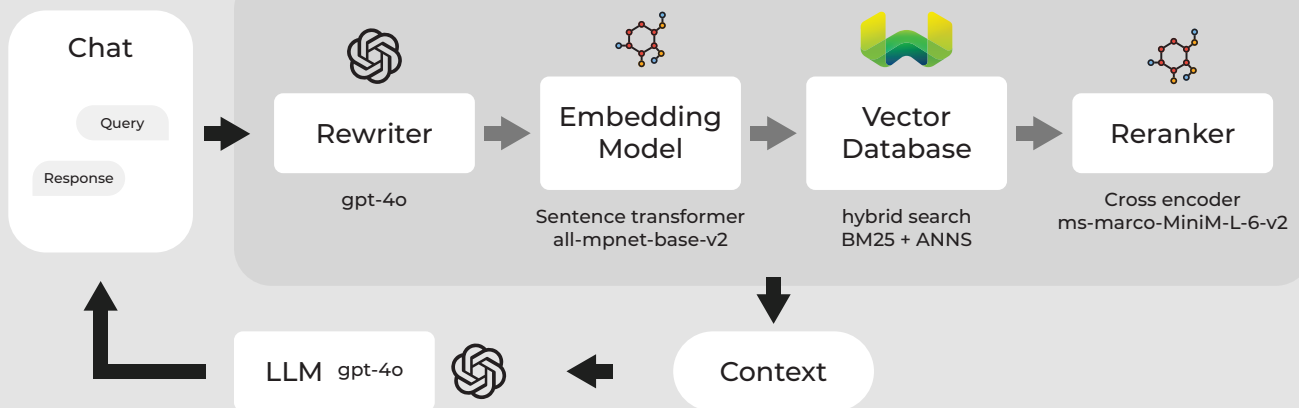 Chat
Query
Response
Rewriter
gpt-4o
Embedding
Model
Sentence transformer
all-mpnet-base-v2
Vector
Database
hybrid search
BM25 + ANNS
Reranker
Cross encoder
ms-marco-MiniM-L-6-v2
Context
LLM gpt-4o